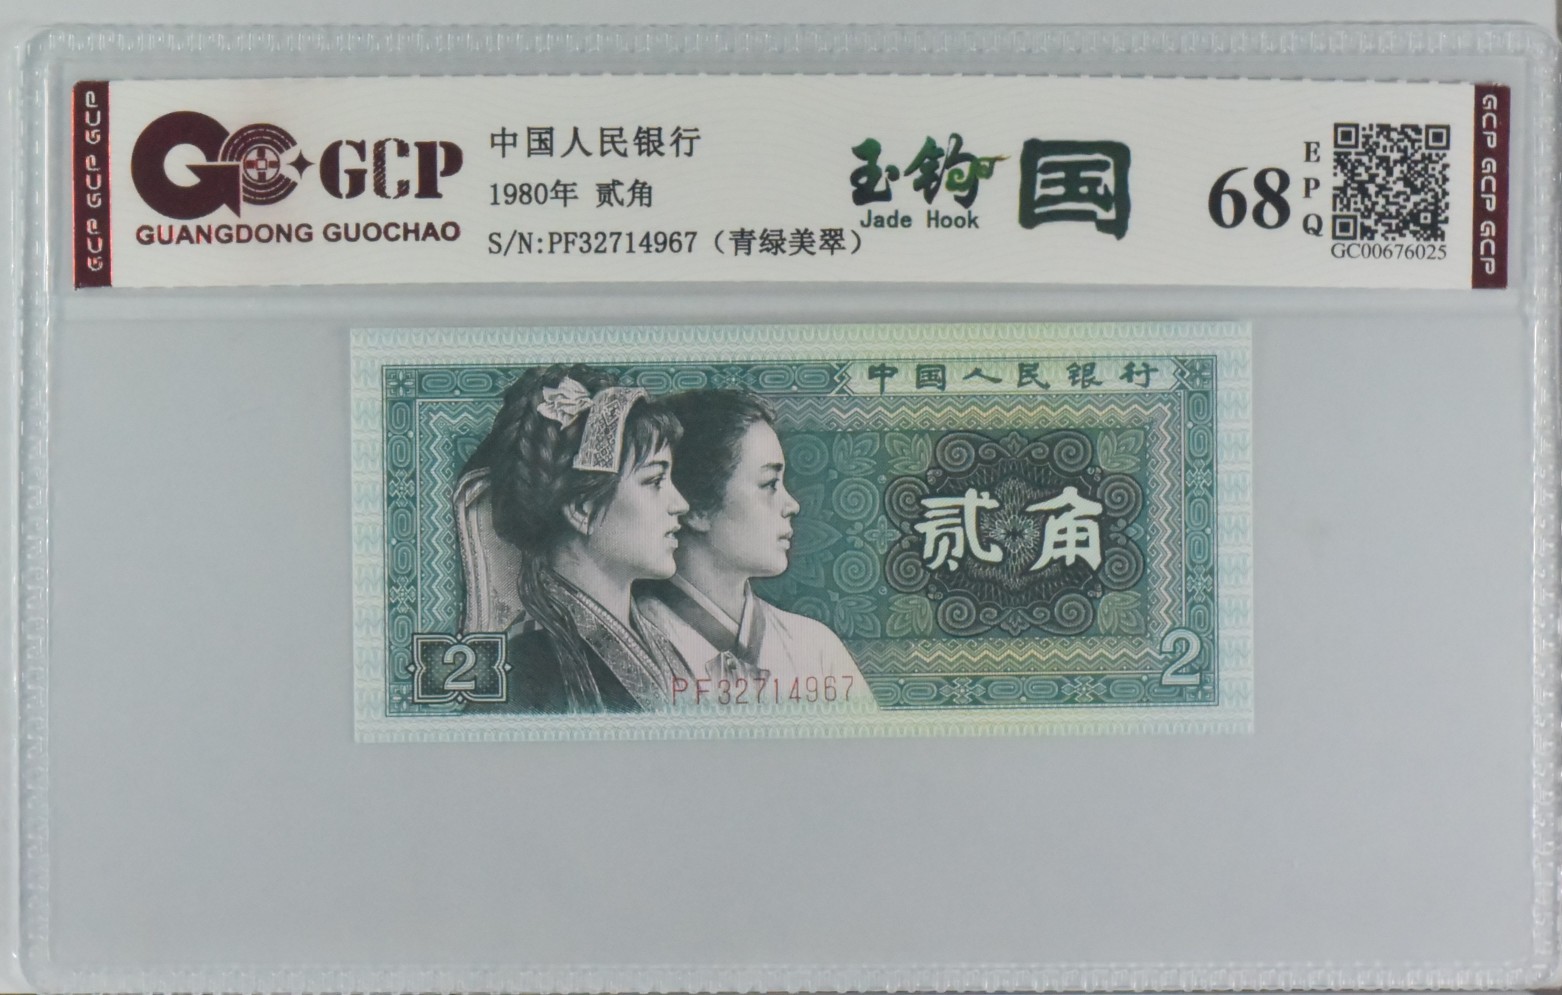 GCP GCP GCP
GCP
GUANGDONG GUOCHAO
中国人民银行
1980年 贰角
S/N:PF32714967（青绿美翠）
玉钩
Jade Hook
国
68
EPQ
GC00676025
GCP GCP GCP
中国人民银行
贰角
2
PF32714967
2